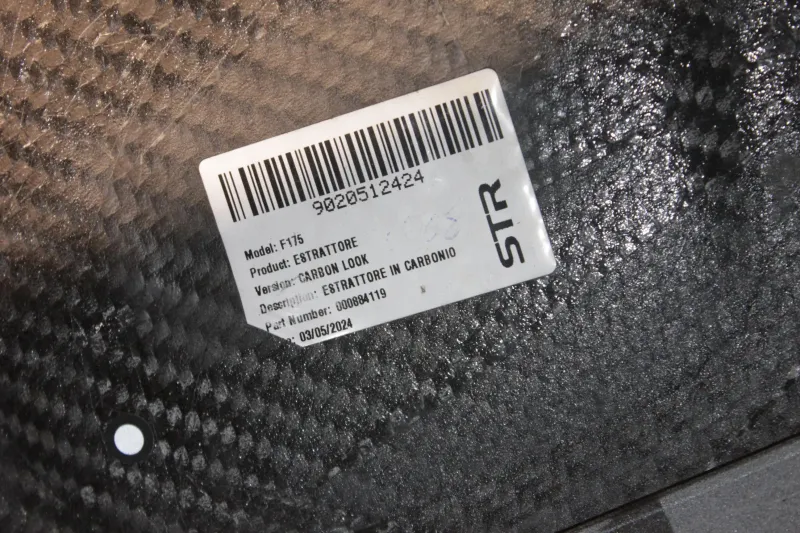 9020512424
STR
Model: F175
Product: ESTRATTORE
Version: CARBON LOOK
Description: ESTRATTORE IN CARBONIO
Part Number: 000884119
03/05/2024